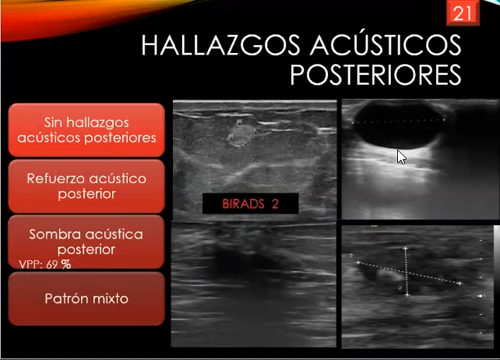 21
HALLAZGOS ACÚSTICOS
POSTERIORES
Sin hallazgos
acústicos posteriores
Refuerzo acústico
posterior
Sombra acústica
posterior
VPP: 69 %
Patrón mixto
BIRADS 2